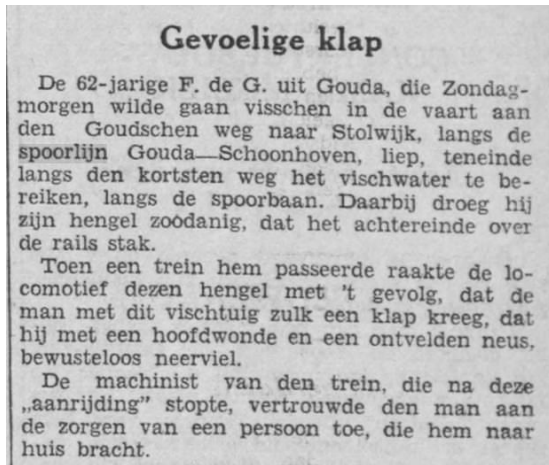 Gevoelige klap
De 62-jarige F. de G. uit Gouda, die Zondag-
morgen wilde gaan visschen in de vaart aan
den Goudschen weg naar Stolwijk, langs de
spoorlijn Gouda—Schoonhoven, liep, teneinde
langs den kortsten weg het vischwater te be-
reiken, langs de spoorbaan. Daarbij droeg hij
zijn hengel zoodanig, dat het achtereinde over
de rails stak.
Toen een trein hem passeerde raakte de lo-
comotief dezen hengel met 't gevolg, dat de
man met dit vischtuig zulk een klap kreeg, dat
hij met een hoofdwonde en een ontvelden neus,
bewusteloos neerviel.
De machinist van den trein, die na deze
„aanrijding” stopte, vertrouwde den man aan
de zorgen van een persoon toe, die hem naar
huis bracht.